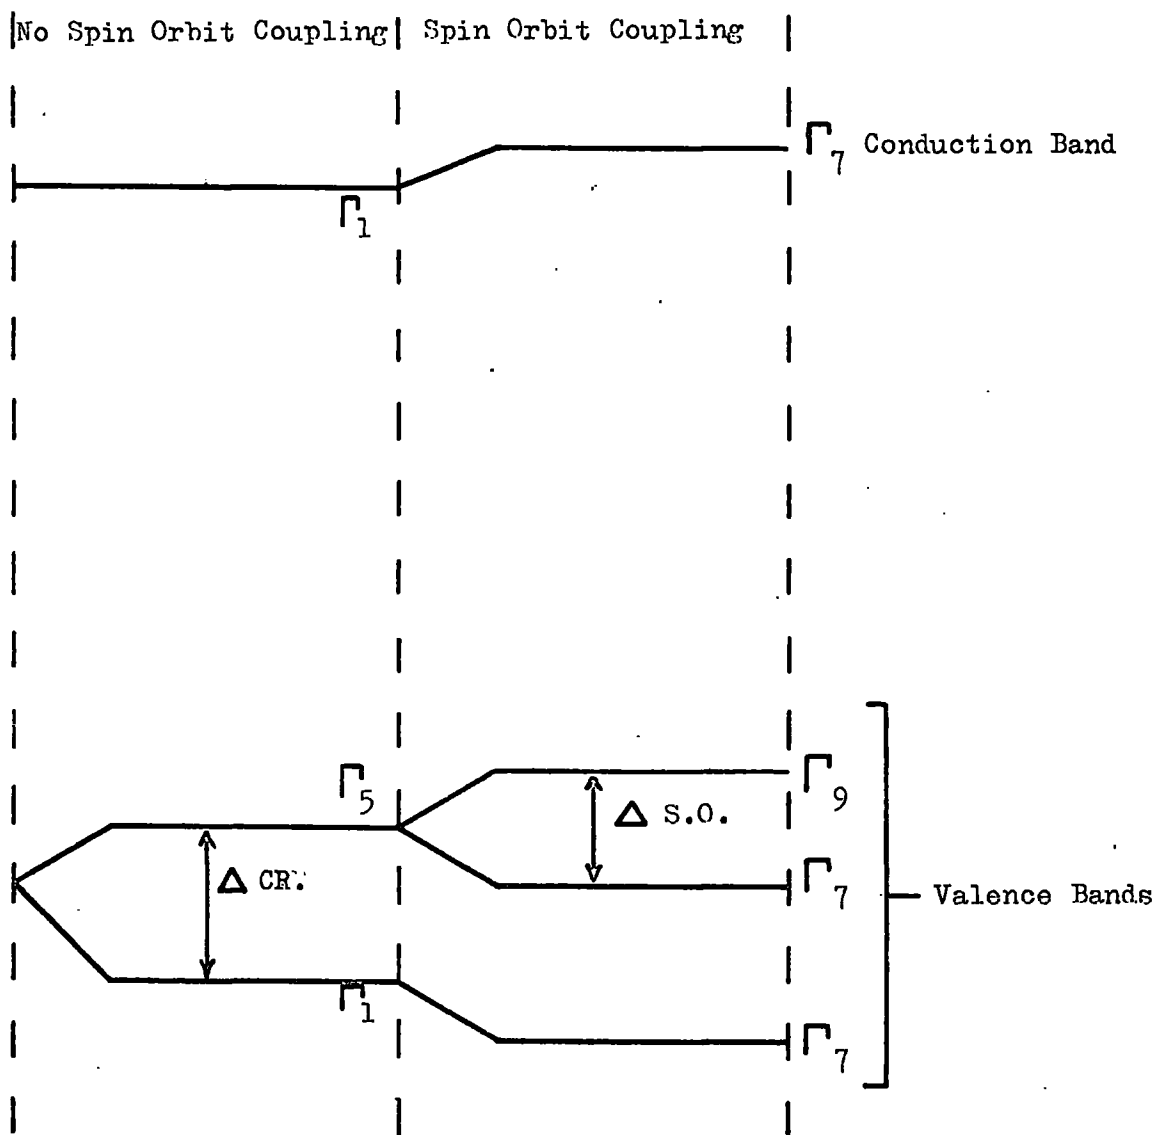 No Spin Orbit Coupling
Spin Orbit Coupling
Γ7 Conduction Band
Γ1
Γ5
Γ9
Δ S.O.
Δ CR.
Γ7
Valence Bands
Γ1
Γ7